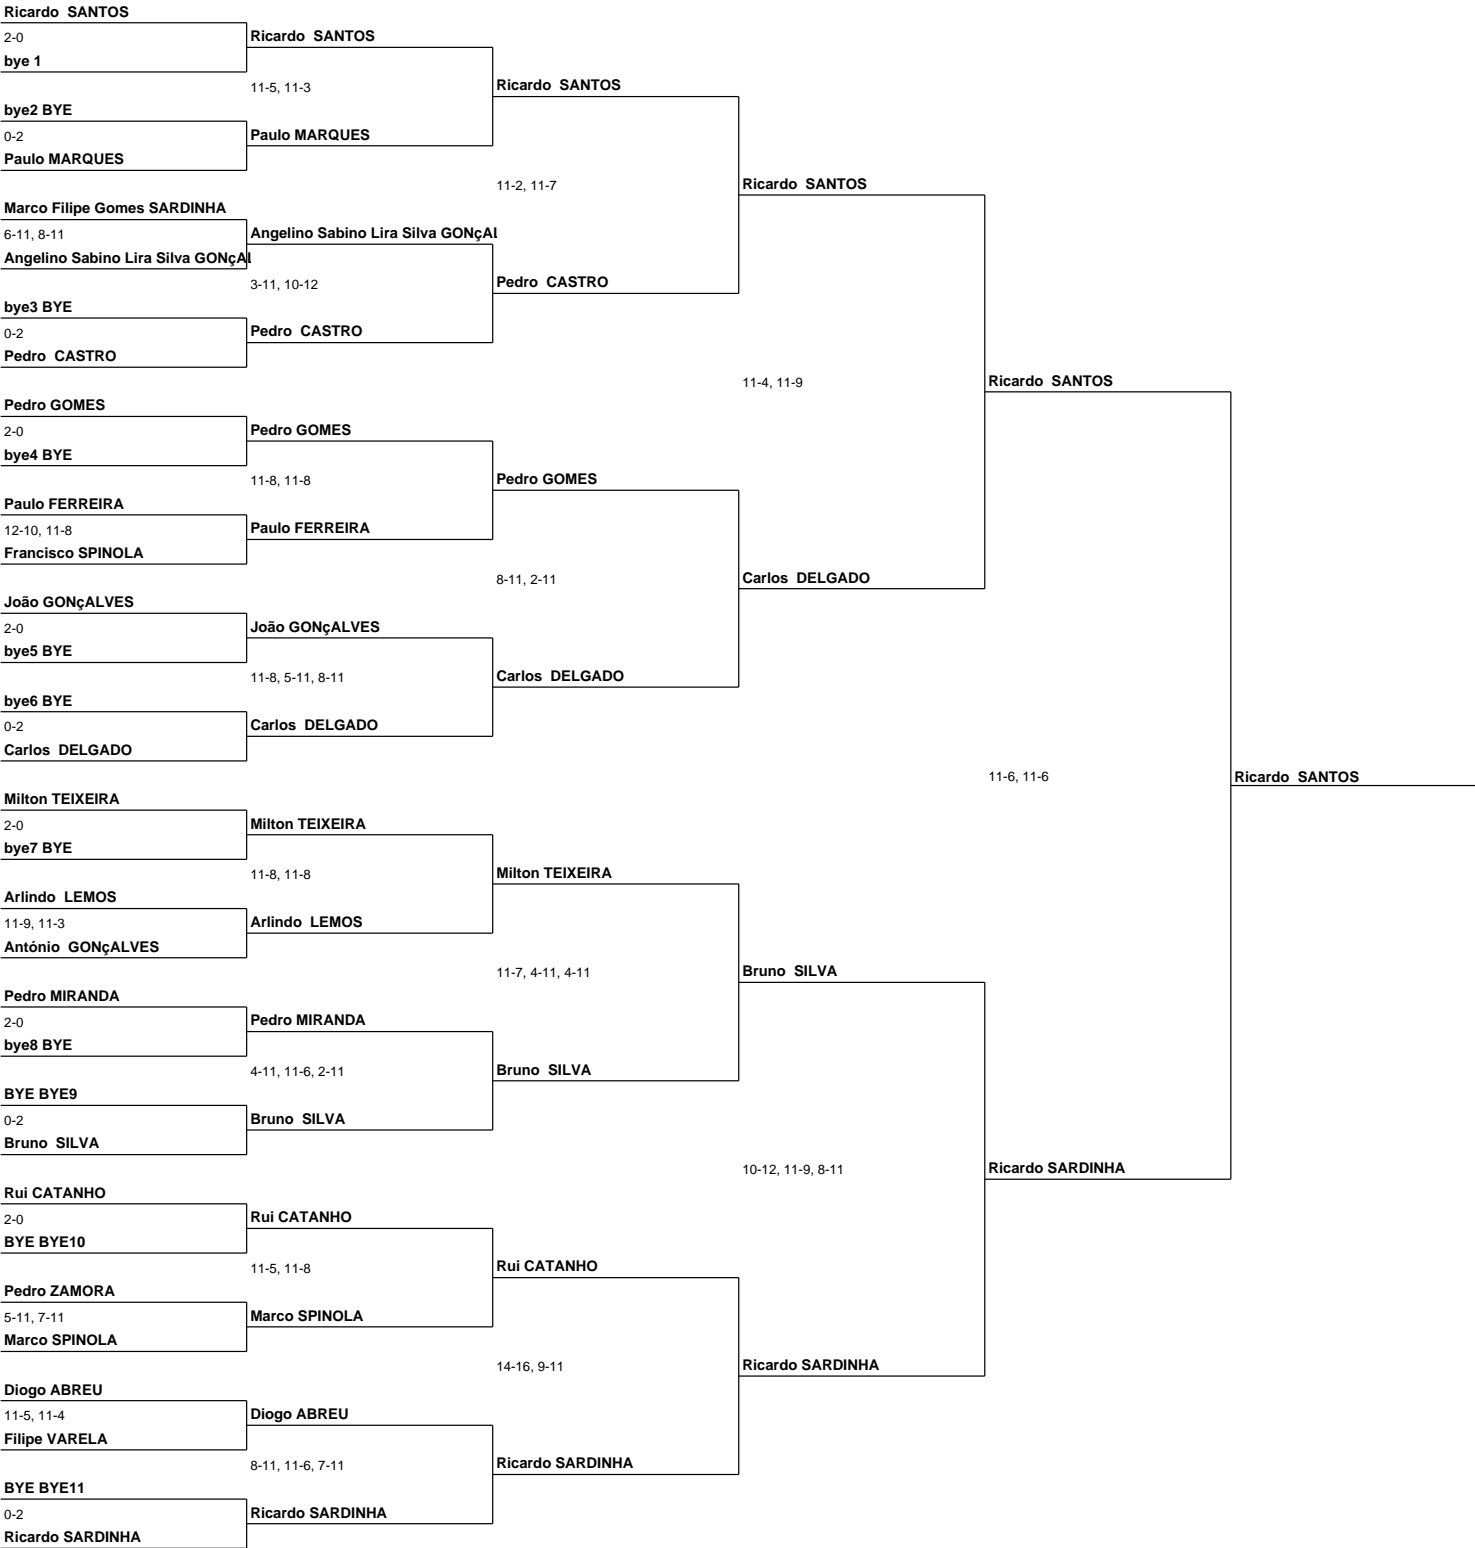 Ricardo  SANTOS
2-0
bye 1
bye2 BYE
0-2
Paulo MARQUES
Marco Filipe Gomes SARDINHA
6-11, 8-11
Angelino Sabino Lira Silva GONçAL
bye3 BYE
0-2
Pedro  CASTRO
Pedro GOMES
2-0
bye4 BYE
Paulo FERREIRA
12-10, 11-8
Francisco SPINOLA
João GONçALVES
2-0
bye5 BYE
bye6 BYE
0-2
Carlos  DELGADO
Milton TEIXEIRA
2-0
bye7 BYE
Arlindo  LEMOS
11-9, 11-3
António  GONçALVES
Pedro MIRANDA
2-0
bye8 BYE
BYE BYE9
0-2
Bruno  SILVA
Rui CATANHO
2-0
BYE BYE10
Pedro ZAMORA
5-11, 7-11
Marco SPINOLA
Diogo ABREU
11-5, 11-4
Filipe VARELA
BYE BYE11
0-2
Ricardo SARDINHA
Ricardo  SANTOS
11-5, 11-3
Paulo MARQUES
Angelino Sabino Lira Silva GONçAL
3-11, 10-12
Pedro  CASTRO
Pedro GOMES
11-8, 11-8
Paulo FERREIRA
João GONçALVES
11-8, 5-11, 8-11
Carlos  DELGADO
Milton TEIXEIRA
11-8, 11-8
Arlindo  LEMOS
Pedro MIRANDA
4-11, 11-6, 2-11
Bruno  SILVA
Rui CATANHO
11-5, 11-8
Marco SPINOLA
Diogo ABREU
8-11, 11-6, 7-11
Ricardo SARDINHA
Ricardo  SANTOS
11-2, 11-7
Pedro  CASTRO
Pedro GOMES
8-11, 2-11
Carlos  DELGADO
Milton TEIXEIRA
11-7, 4-11, 4-11
Bruno  SILVA
Rui CATANHO
14-16, 9-11
Ricardo SARDINHA
Ricardo  SANTOS
11-4, 11-9
Carlos  DELGADO
Bruno  SILVA
10-12, 11-9, 8-11
Ricardo SARDINHA
Ricardo  SANTOS
11-6, 11-6
Ricardo SARDINHA
Ricardo  SANTOS